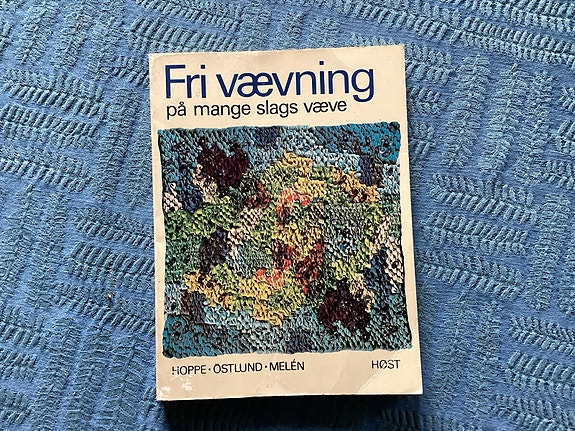 Fri vævning
på mange slags væve
HOPPE · ÖSTLUND · MELÉN HØST